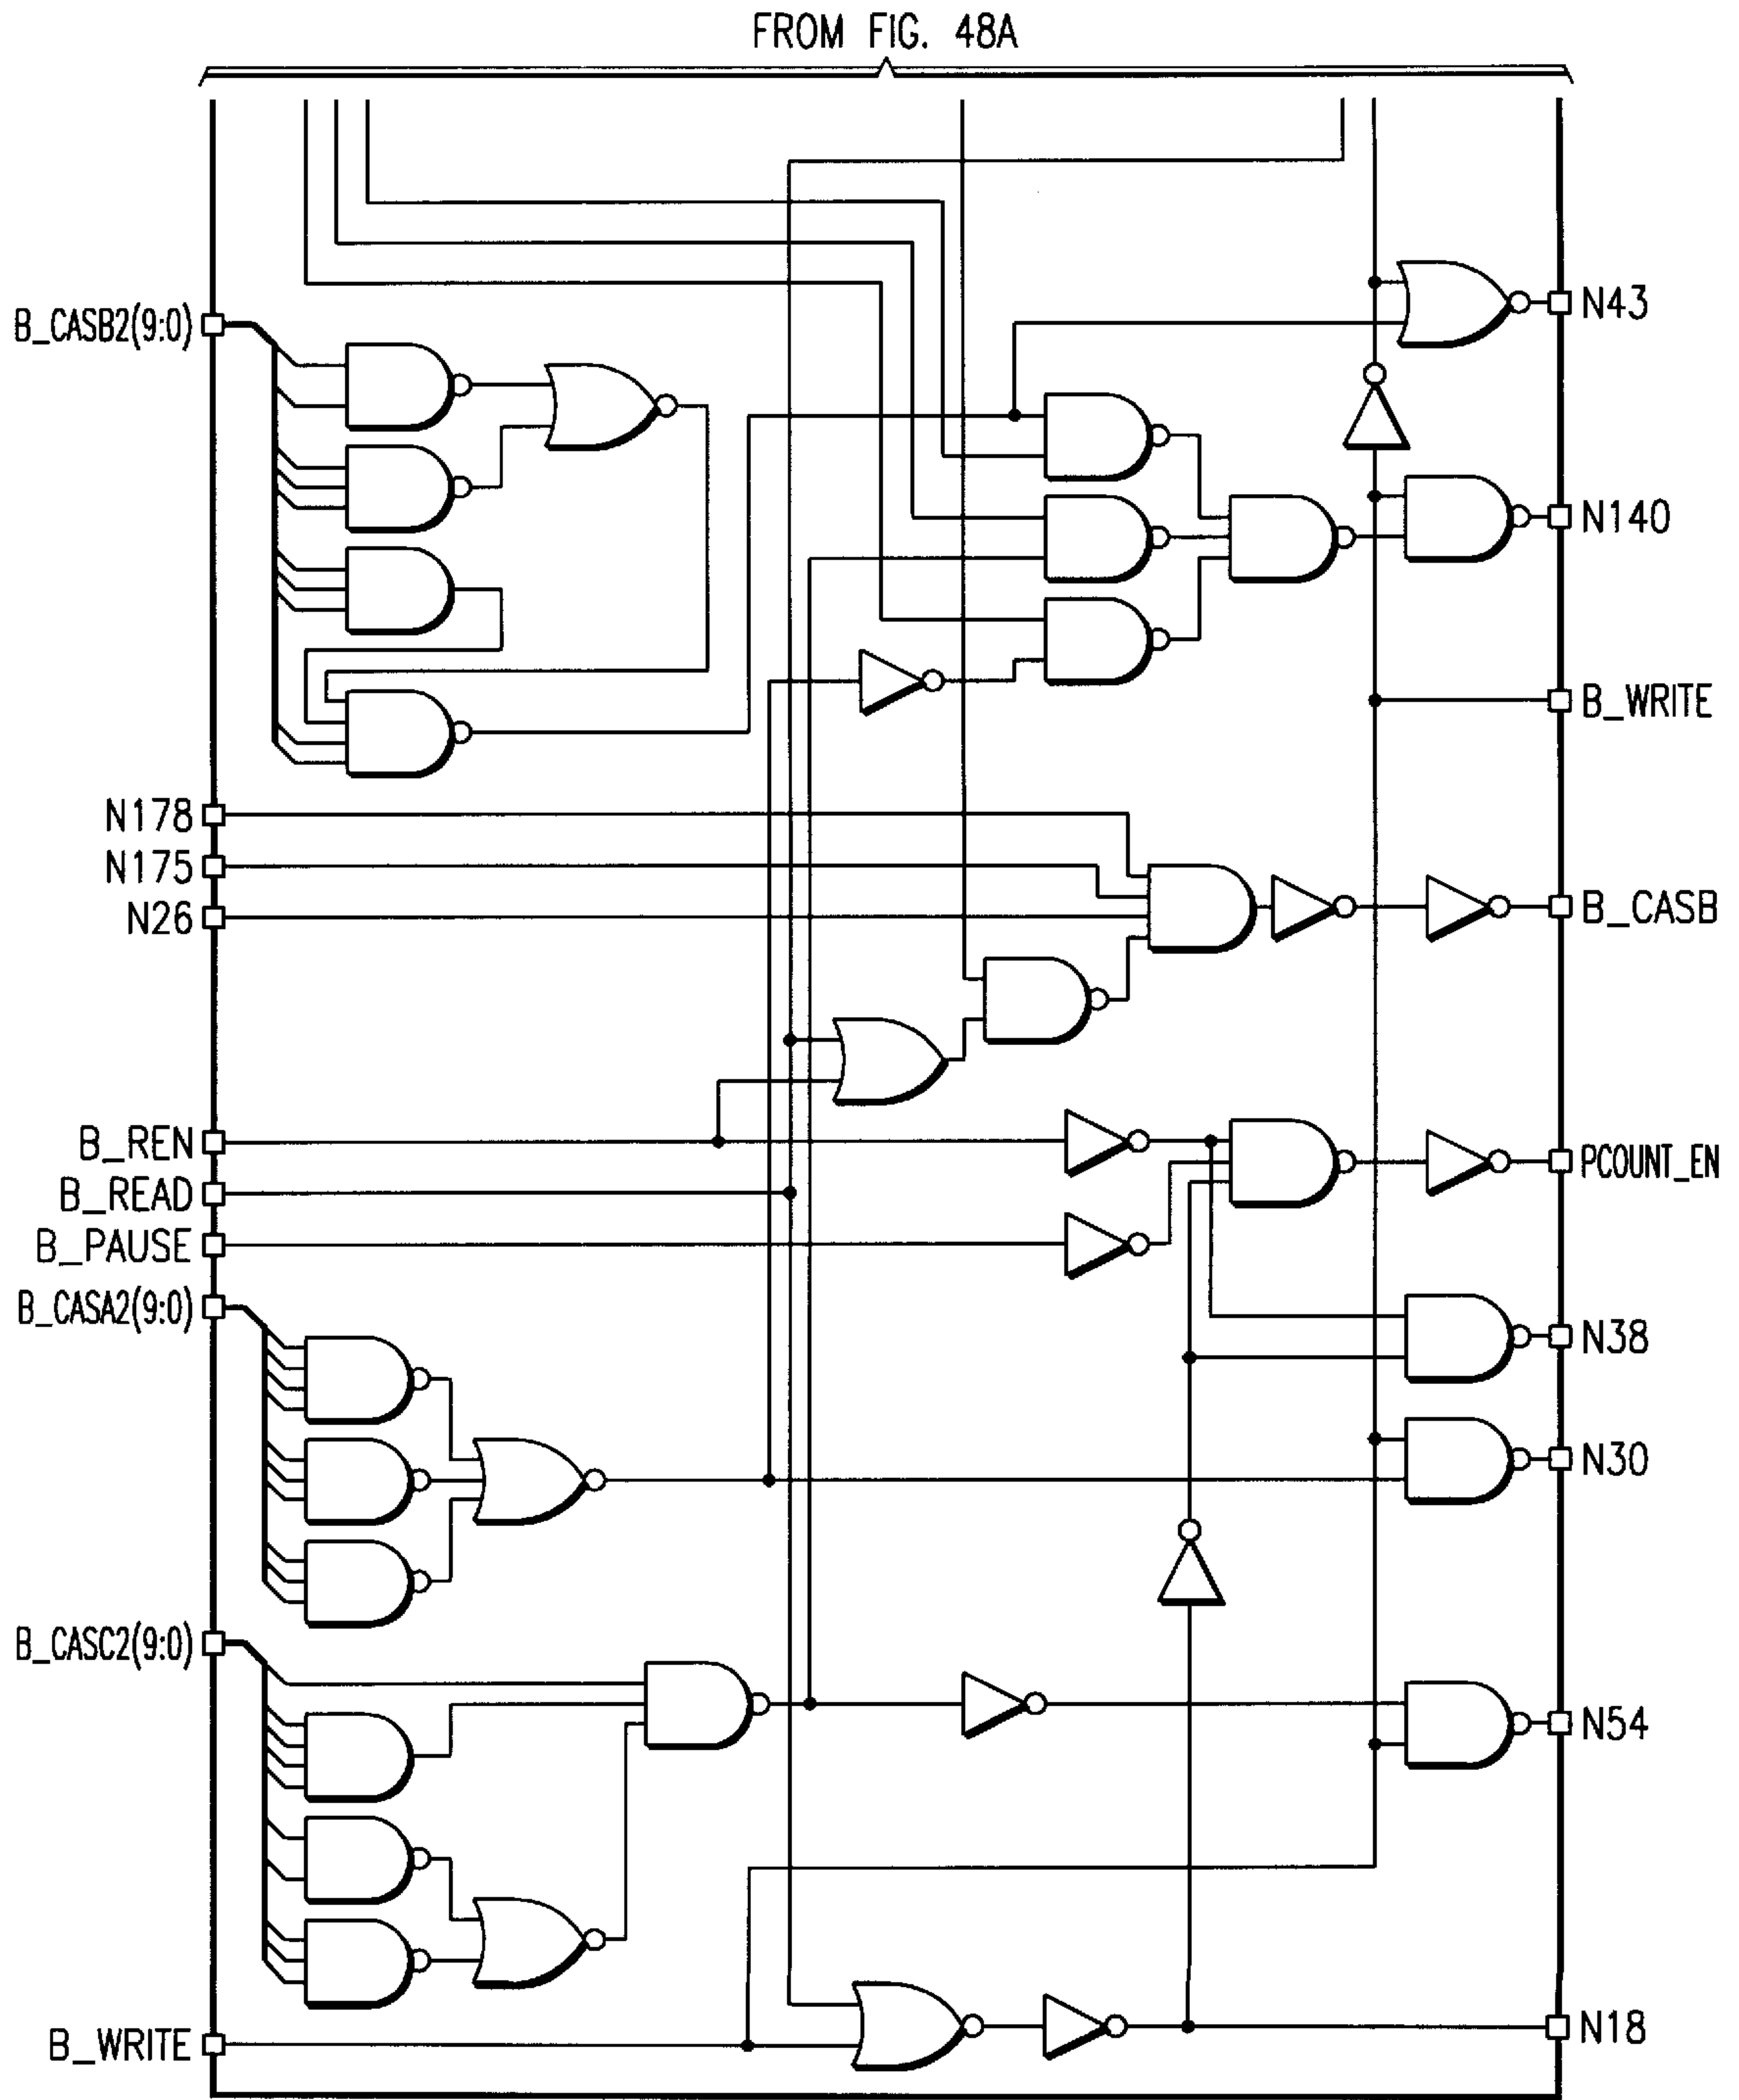 FROM FIG. 48A
N43
B_CASB2(9:0)
N140
B_WRITE
N178
N175
N26
B_CASB
B_REN
PCOUNT_EN
B_READ
B_PAUSE
B_CASA2(9:0)
N38
N30
B_CASC2(9:0)
N54
B_WRITE
N18